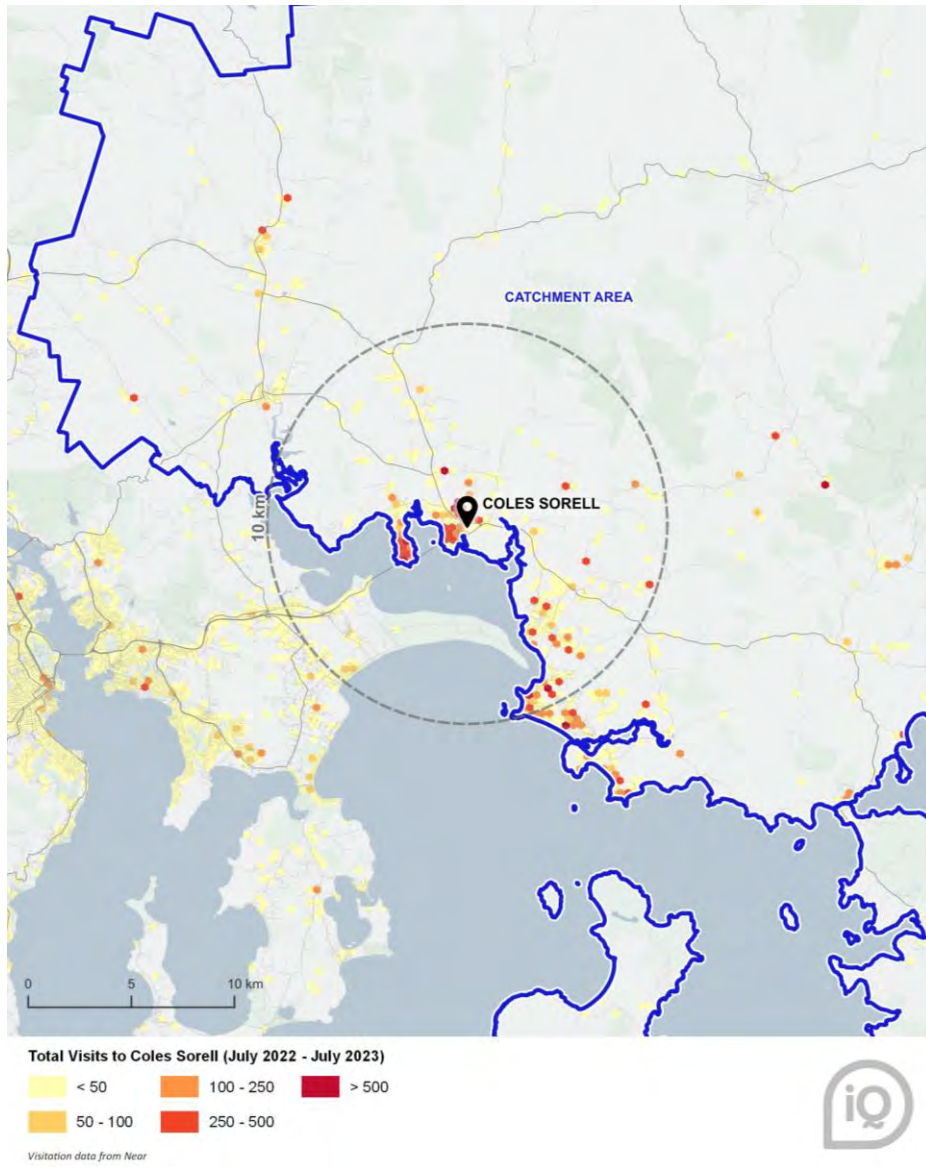 CATCHMENT AREA
COLES SORELL
10 km
0 5 10 km
Total Visits to Coles Sorell (July 2022 - July 2023)
< 50 100 - 250 > 500
50 - 100 250 - 500
Visitation data from Near
iQ